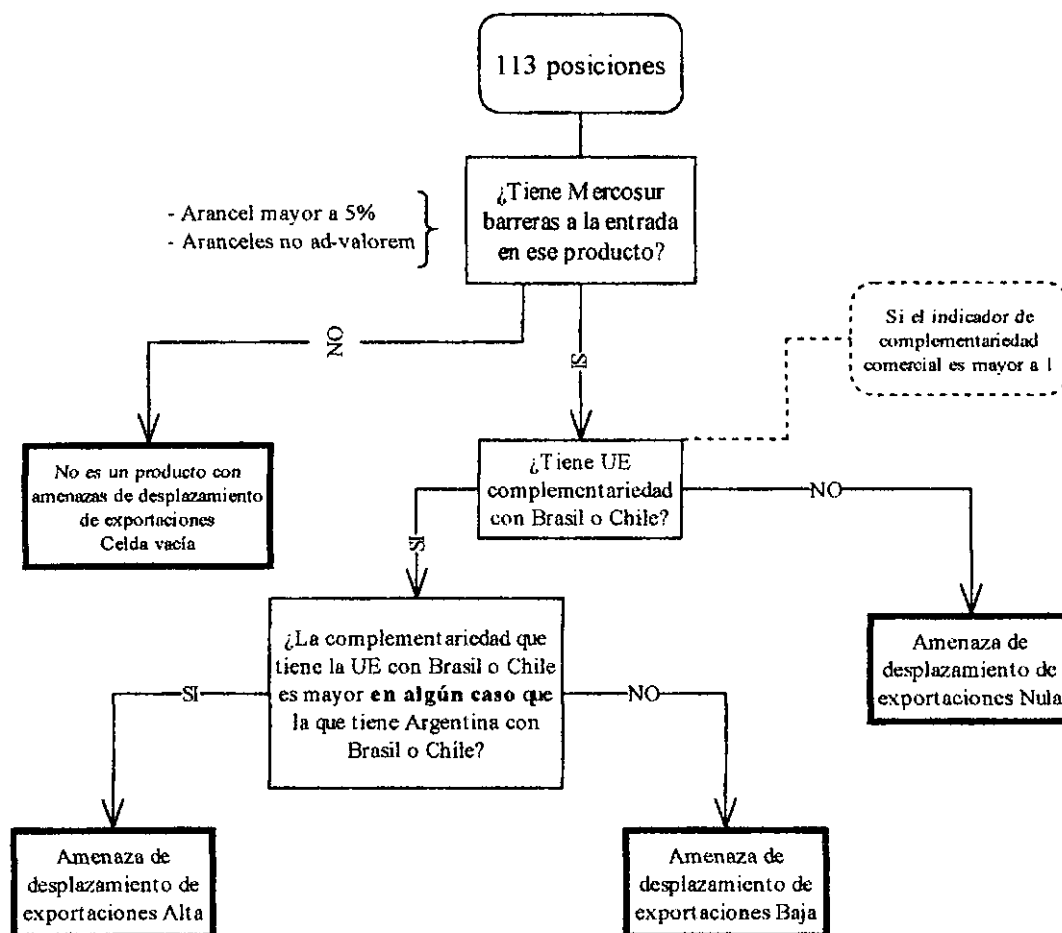 113 posiciones
¿Tiene Mercosur
barreras a la entrada
en ese producto?
- Arancel mayor a 5%
- Aranceles no ad-valorem
NO
SI
Si el indicador de
complementariedad
comercial es mayor a 1
No es un producto con
amenazas de desplazamiento
de exportaciones
Celda vacía
¿Tiene UE
complementariedad
con Brasil o Chile?
NO
SI
Amenaza de
desplazamiento de
exportaciones Nula
¿La complementariedad que
tiene la UE con Brasil o Chile
es mayor en algún caso que
la que tiene Argentina con
Brasil o Chile?
SI
NO
Amenaza de
desplazamiento de
exportaciones Alta
Amenaza de
desplazamiento de
exportaciones Baja